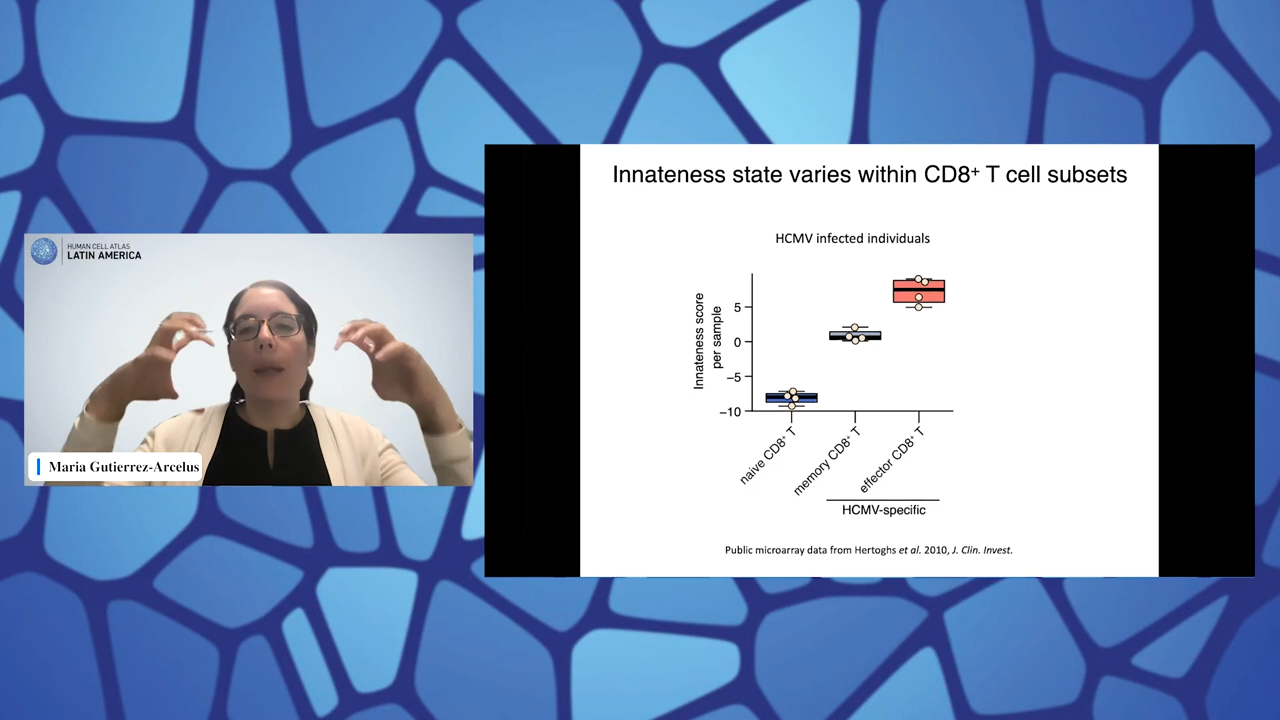 HUMAN CELL ATLAS
LATIN AMERICA
Maria Gutierrez-Arcelus
Innateness state varies within CD8⁺ T cell subsets
HCMV infected individuals
Innateness score
per sample
5
0
−5
−10
naive CD8⁺ T
memory CD8⁺ T
effector CD8⁺ T
HCMV-specific
Public microarray data from Hertoghs et al. 2010, J. Clin. Invest.